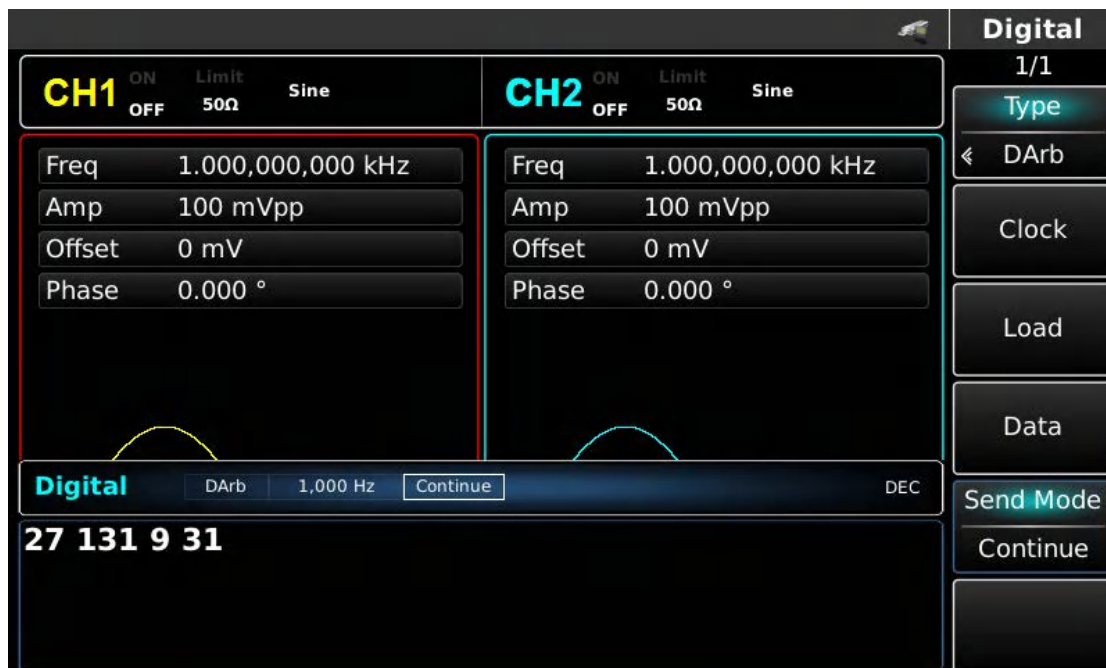 Digital
1/1
CH1 ON OFF Limit 50Ω Sine
CH2 ON OFF Limit 50Ω Sine
Type
DArb
Freq 1.000,000,000 kHz
Amp 100 mVpp
Offset 0 mV
Phase 0.000 °
Freq 1.000,000,000 kHz
Amp 100 mVpp
Offset 0 mV
Phase 0.000 °
Clock
Load
Data
Digital DArb 1,000 Hz Continue DEC
Send Mode
Continue
27 131 9 31